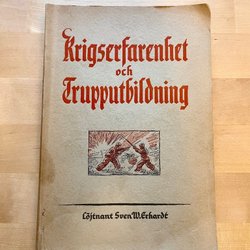 Krigserfarenhet
och
Trupputbildning
Löjtnant Sven W. Erhardt